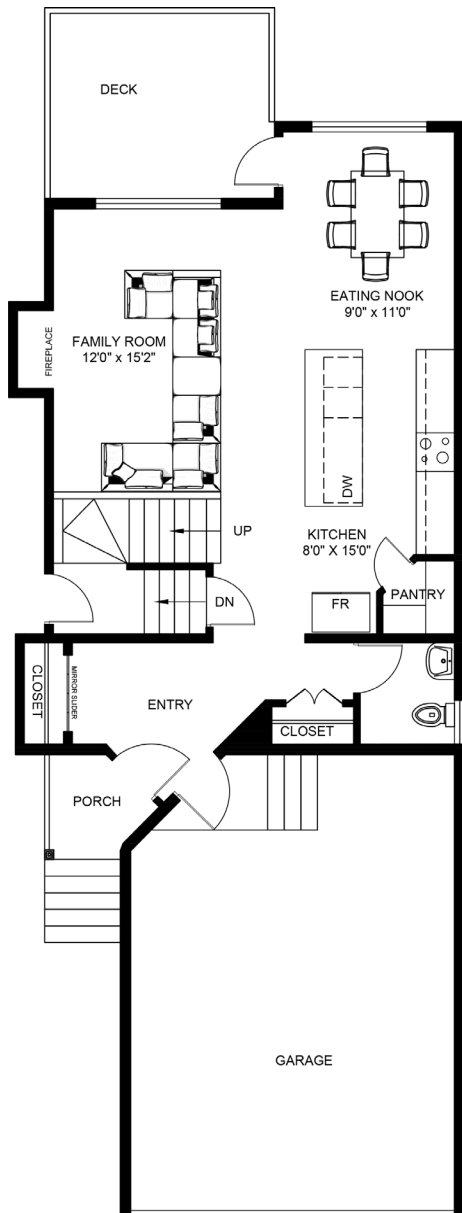 DECK
EATING NOOK
9'0" x 11'0"
FAMILY ROOM
12'0" x 15'2"
FIREPLACE
DW
UP
KITCHEN
8'0" X 15'0"
DN
FR
PANTRY
CLOSET
MIRROR SLIDER
ENTRY
CLOSET
PORCH
GARAGE